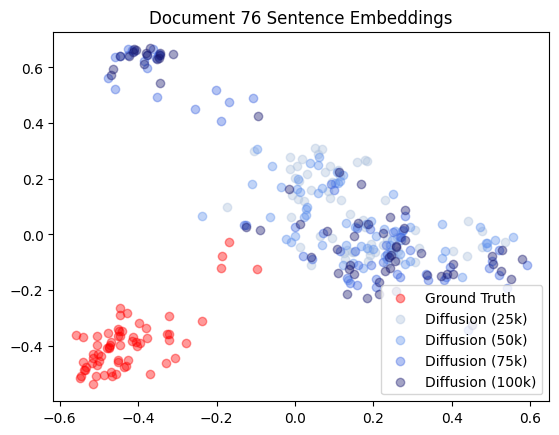 Document 76 Sentence Embeddings
0.6
0.4
0.2
0.0
−0.2
−0.4
Ground Truth
Diffusion (25k)
Diffusion (50k)
Diffusion (75k)
Diffusion (100k)
−0.6 −0.4 −0.2 0.0 0.2 0.4 0.6